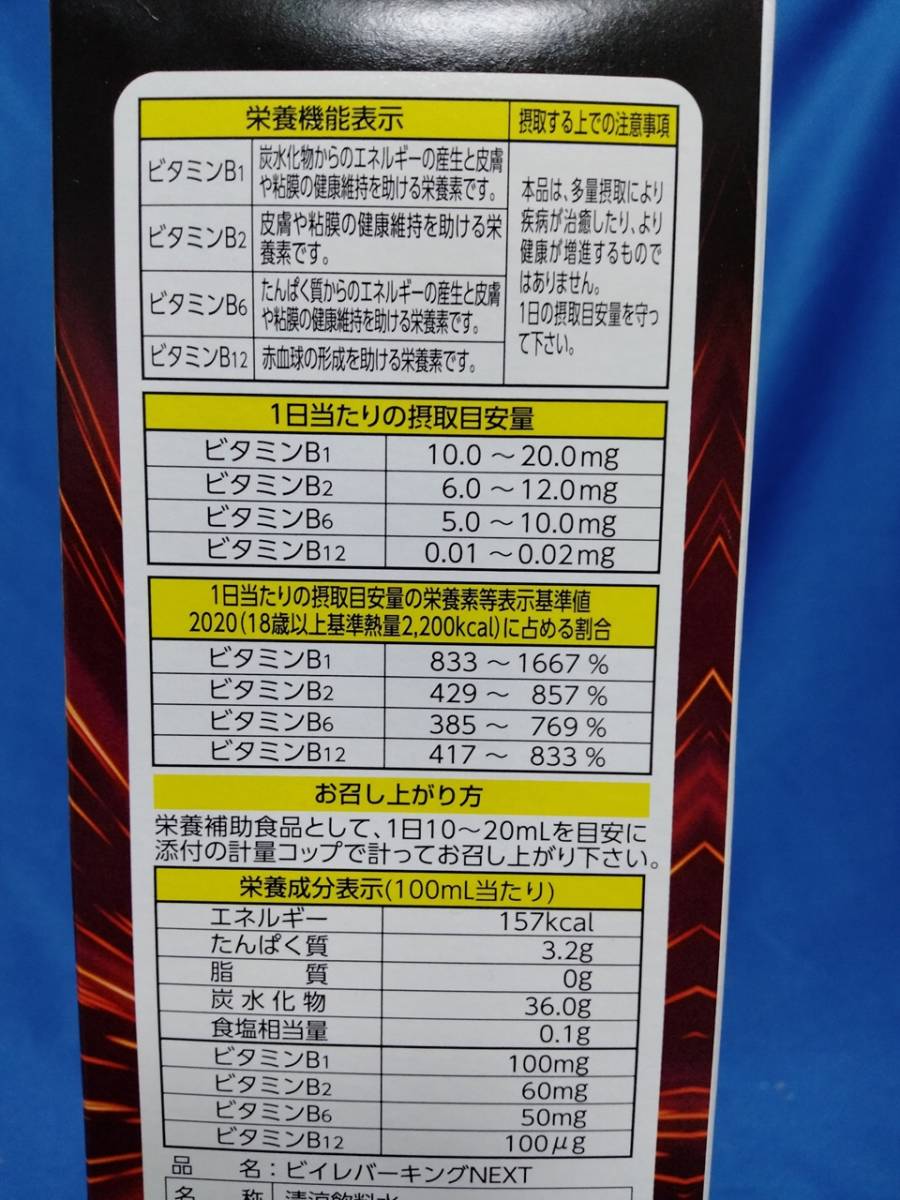 栄養機能表示
摂取する上での注意事項
ビタミンB1
炭水化物からのエネルギーの産生と皮膚
や粘膜の健康維持を助ける栄養素です。
ビタミンB2
皮膚や粘膜の健康維持を助ける栄
養素です。
ビタミンB6
たんぱく質からのエネルギーの産生と皮膚
や粘膜の健康維持を助ける栄養素です。
ビタミンB12
赤血球の形成を助ける栄養素です。
本品は、多量摂取により
疾病が治癒したり、より
健康が増進するもので
はありません。
1日の摂取目安量を守っ
て下さい。
1日当たりの摂取目安量
ビタミンB1 10.0 ～ 20.0mg
ビタミンB2 6.0 ～ 12.0mg
ビタミンB6 5.0 ～ 10.0mg
ビタミンB12 0.01 ～ 0.02mg
1日当たりの摂取目安量の栄養素等表示基準値
2020(18歳以上基準熱量2,200kcal)に占める割合
ビタミンB1 833 ～ 1667 %
ビタミンB2 429 ～ 857 %
ビタミンB6 385 ～ 769 %
ビタミンB12 417 ～ 833 %
お召し上がり方
栄養補助食品として、1日10～20mLを目安に
添付の計量コップで計ってお召し上がり下さい。
栄養成分表示(100mL当たり)
エネルギー 157kcal
たんぱく質 3.2g
脂 質 0g
炭水化物 36.0g
食塩相当量 0.1g
ビタミンB1 100mg
ビタミンB2 60mg
ビタミンB6 50mg
ビタミンB12 100μg
品 名：ビイレバーキングNEXT
名 称 清涼飲料水